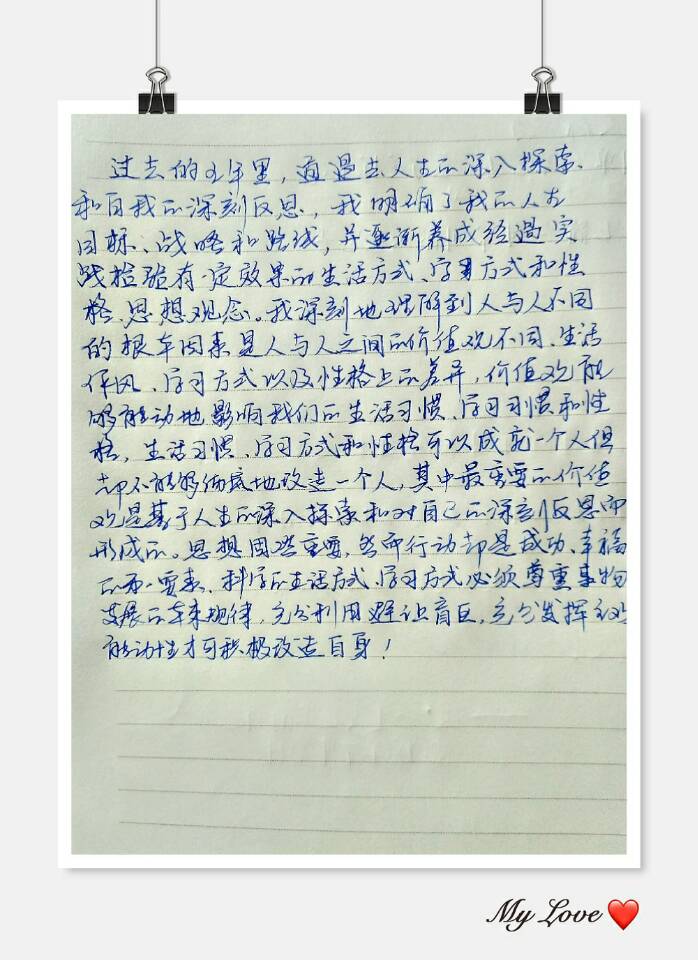 过去的五年里，通过去人生的深入探索、
和自我的深刻反思，我明确了我的人生
目标、战略和路线，并逐渐养成经过实
战检验有一定效果的生活方式、学习方式和性
格、思想观念。我深刻地理解到人与人不同
的根本因素是人与人之间的价值观不同、生活
作风、学习方式以及性格上的差异，价值观能
够能动地影响我们的生活习惯、学习习惯和性
格，生活习惯、学习方式和性格可以成就一个人但
却不能够彻底地改造一个人，其中最重要的价值
观是基于人生的深入探索和对自己的深刻反思而
形成的。思想固然重要，然而行动却是成功、幸福
的第一要素、科学的生活方式、学习方式必须尊重事物
发展的本来规律，充分利用 盲区，充分发挥主观
能动性才可积极改造自身！
My Love